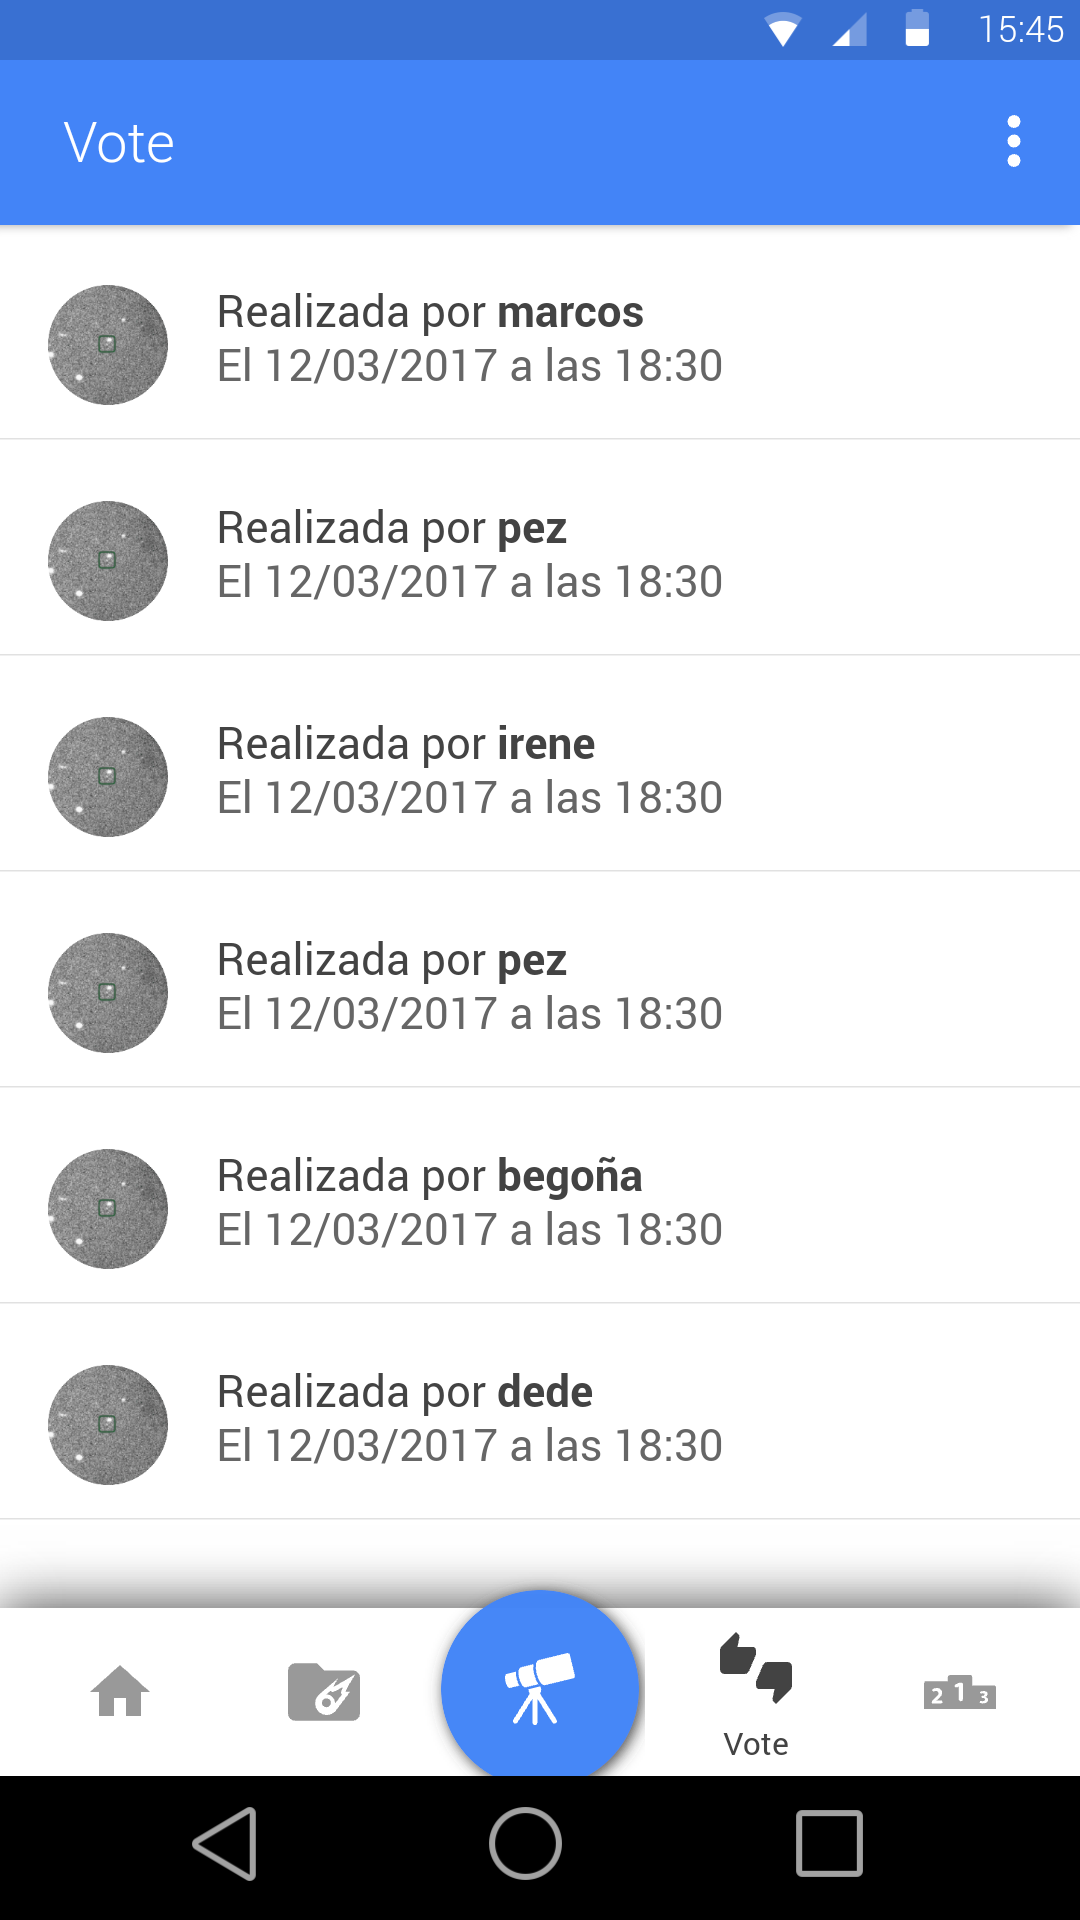 15:45
Vote
Realizada por marcos
El 12/03/2017 a las 18:30
Realizada por pez
El 12/03/2017 a las 18:30
Realizada por irene
El 12/03/2017 a las 18:30
Realizada por pez
El 12/03/2017 a las 18:30
Realizada por begoña
El 12/03/2017 a las 18:30
Realizada por dede
El 12/03/2017 a las 18:30
2 1 3
Vote